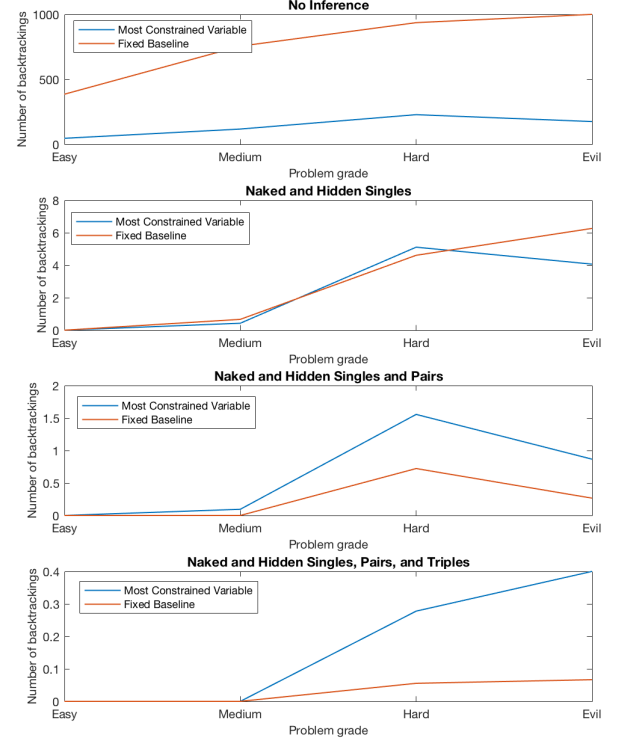 No Inference
1000
500
0
Number of backtrackings
Most Constrained Variable
Fixed Baseline
Easy Medium Hard Evil
Problem grade
Naked and Hidden Singles
8
6
4
2
0
Number of backtrackings
Most Constrained Variable
Fixed Baseline
Easy Medium Hard Evil
Problem grade
Naked and Hidden Singles and Pairs
2
1.5
1
0.5
0
Number of backtrackings
Most Constrained Variable
Fixed Baseline
Easy Medium Hard Evil
Problem grade
Naked and Hidden Singles, Pairs, and Triples
0.4
0.3
0.2
0.1
0
Number of backtrackings
Most Constrained Variable
Fixed Baseline
Easy Medium Hard Evil
Problem grade